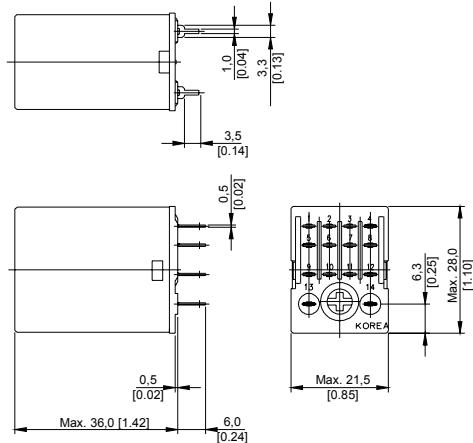 1,0
[0.04]
3,3
[0.13]
3,5
[0.14]
0,5
[0.02]
1 2 3 4
5 6 7 8
9 10 11 12
13 14
KOREA
6,3
[0.25]
Max. 28,0
[1.10]
0,5
[0.02]
Max. 36,0 [1.42]
6,0
[0.24]
Max. 21,5
[0.85]